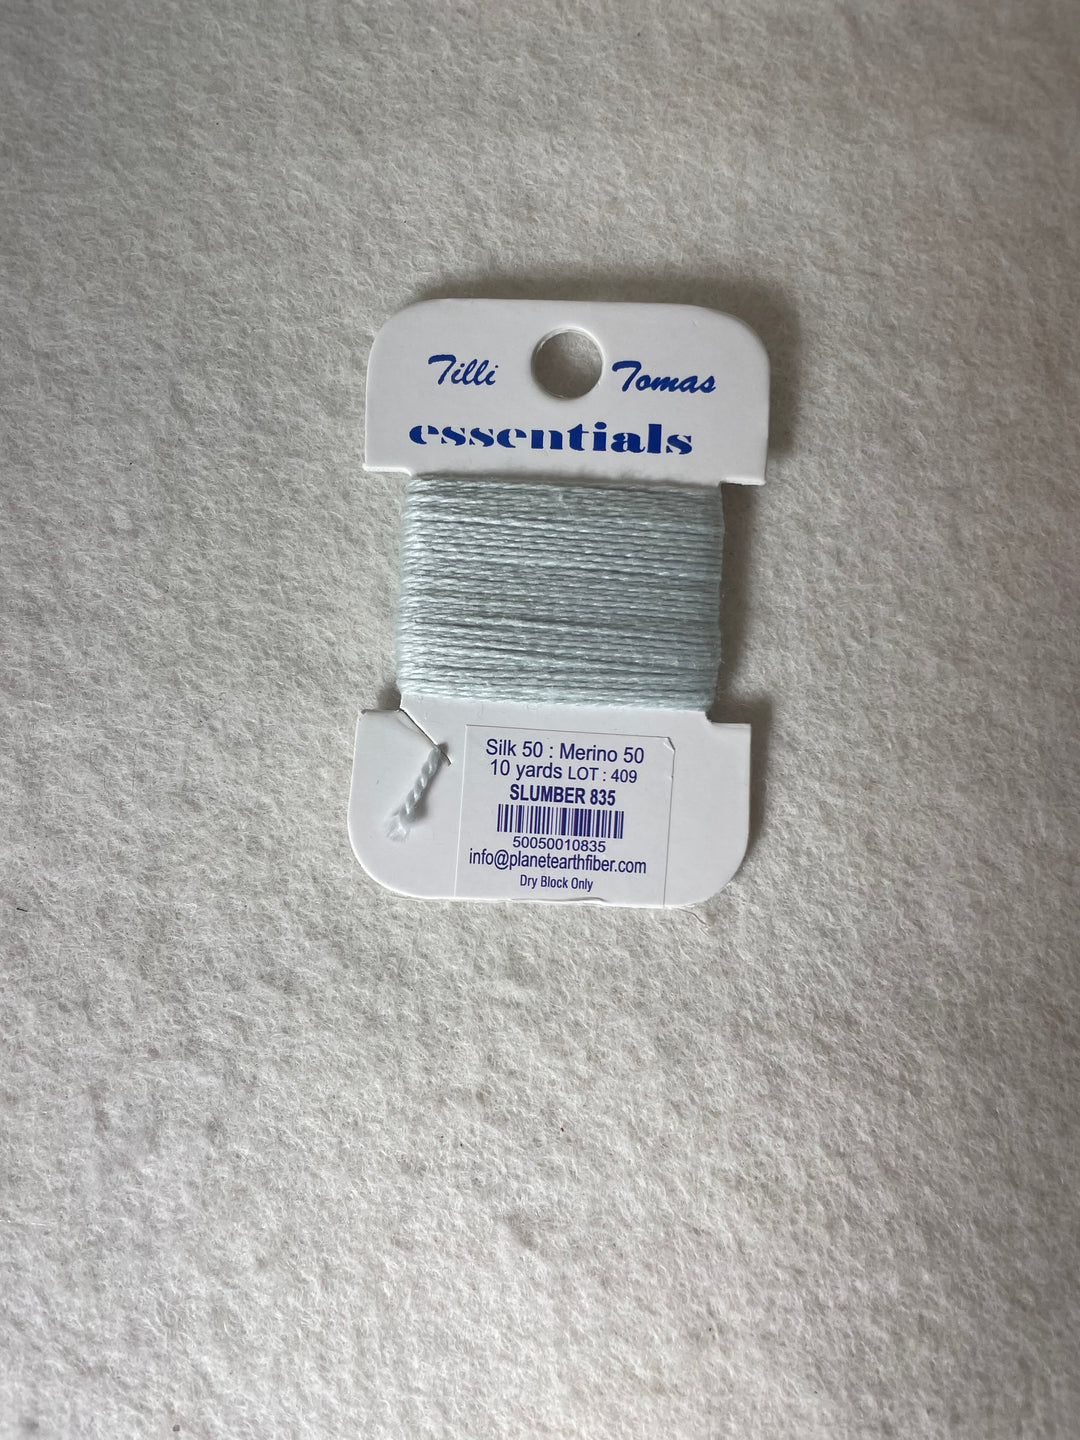 Tilli Tomas
essentials
Silk 50 : Merino 50
10 yards LOT : 409
SLUMBER 835
50050010835
info@planetearthfiber.com
Dry Block Only